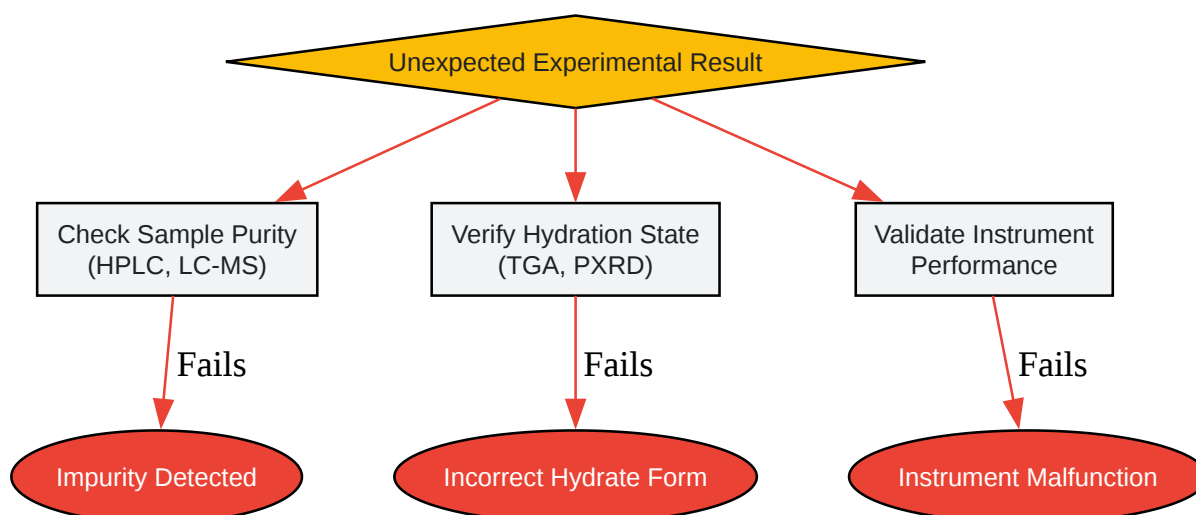 Unexpected Experimental Result
Check Sample Purity
(HPLC, LC-MS)
Verify Hydration State
(TGA, PXRD)
Validate Instrument
Performance
Fails
Fails
Fails
Impurity Detected
Incorrect Hydrate Form
Instrument Malfunction